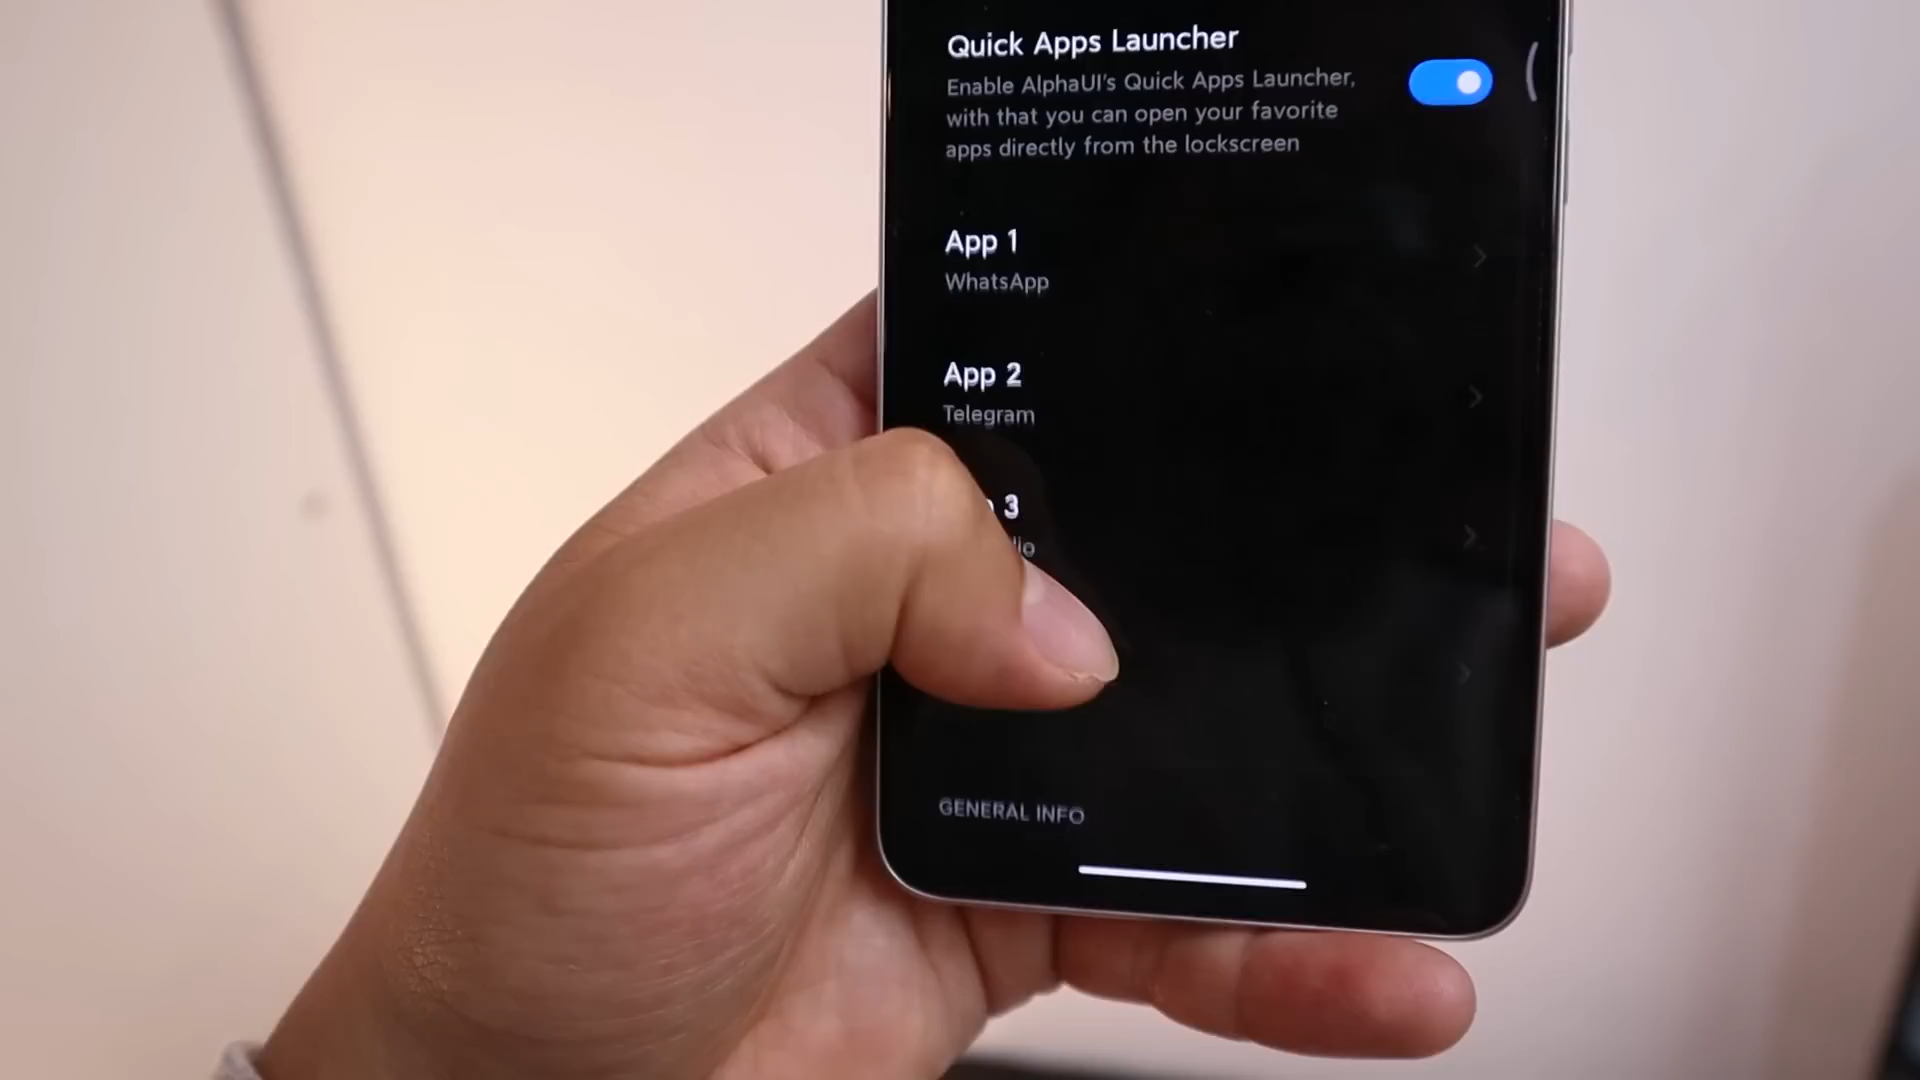 Quick Apps Launcher
Enable AlphaUI's Quick Apps Launcher,
with that you can open your favorite
apps directly from the lockscreen
App 1
WhatsApp
App 2
Telegram
3
GENERAL INFO